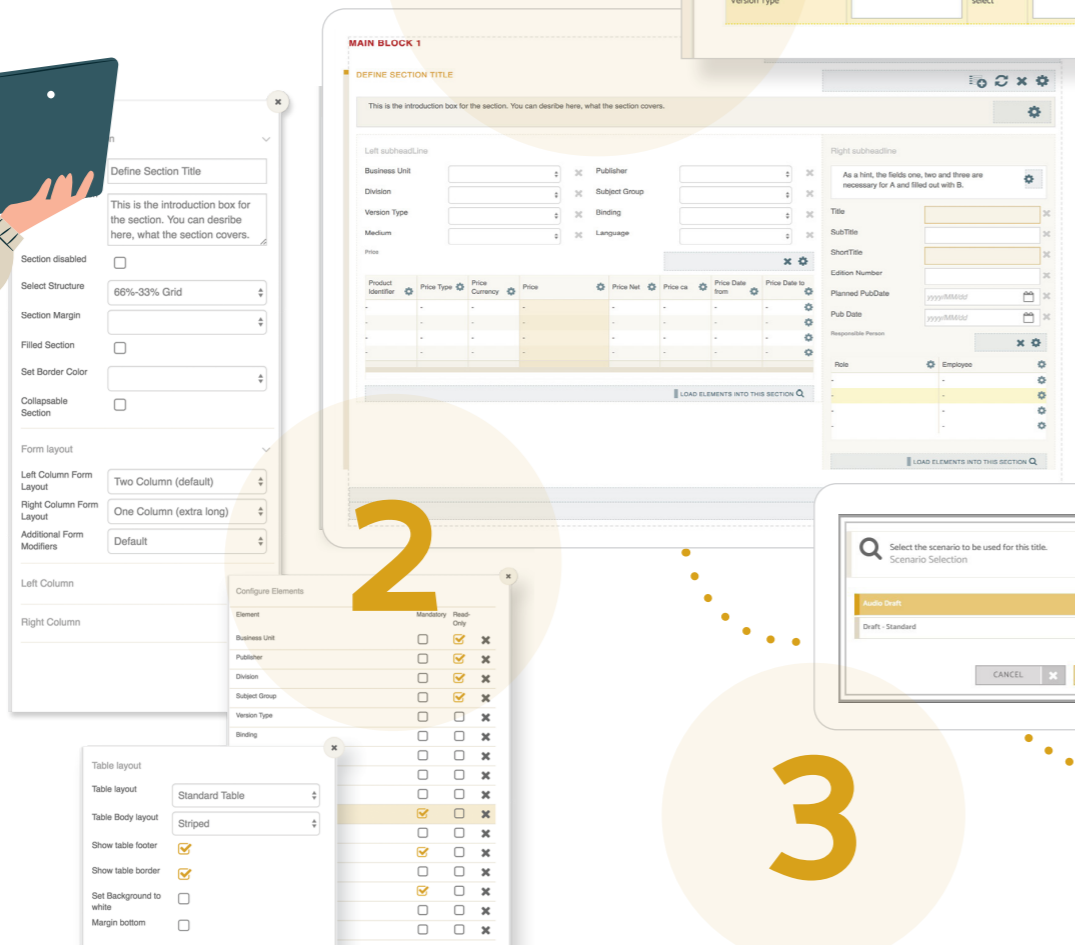 Version Type
select
MAIN BLOCK 1
DEFINE SECTION TITLE
This is the introduction box for the section. You can desribe here, what the section covers.
Left subheadLine
Business Unit
Publisher
Division
Subject Group
Version Type
Binding
Medium
Language
Price
Product Identifier
Price Type
Price Currency
Price
Price Net
Price ca
Price Date from
Price Date to
- - - - - - - -
- - - - - - - -
- - - - - - - -
- - - - - - - -
LOAD ELEMENTS INTO THIS SECTION
Right subheadline
As a hint, the fields one, two and three are
necessary for A and filled out with B.
Title
SubTitle
ShortTitle
Edition Number
Planned PubDate
yyyy/MM/dd
Pub Date
yyyy/MM/dd
Responsible Person
Role
Employee
- -
- -
- -
- -
LOAD ELEMENTS INTO THIS SECTION
Define Section Title
This is the introduction box for
the section. You can desribe
here, what the section covers.
Section disabled
Select Structure
66%-33% Grid
Section Margin
Filled Section
Set Border Color
Collapsable
Section
Form layout
Left Column Form
Layout
Two Column (default)
Right Column Form
Layout
One Column (extra long)
Additional Form
Modifiers
Default
Left Column
Right Column
2
Configure Elements
Element
Mandatory
Read-
Only
Business Unit
Publisher
Division
Subject Group
Version Type
Binding
Table layout
Table layout
Standard Table
Table Body layout
Striped
Show table footer
Show table border
Set Background to
white
Margin bottom
Select the scenario to be used for this title.
Scenario Selection
Audio Draft
Draft - Standard
CANCEL
3